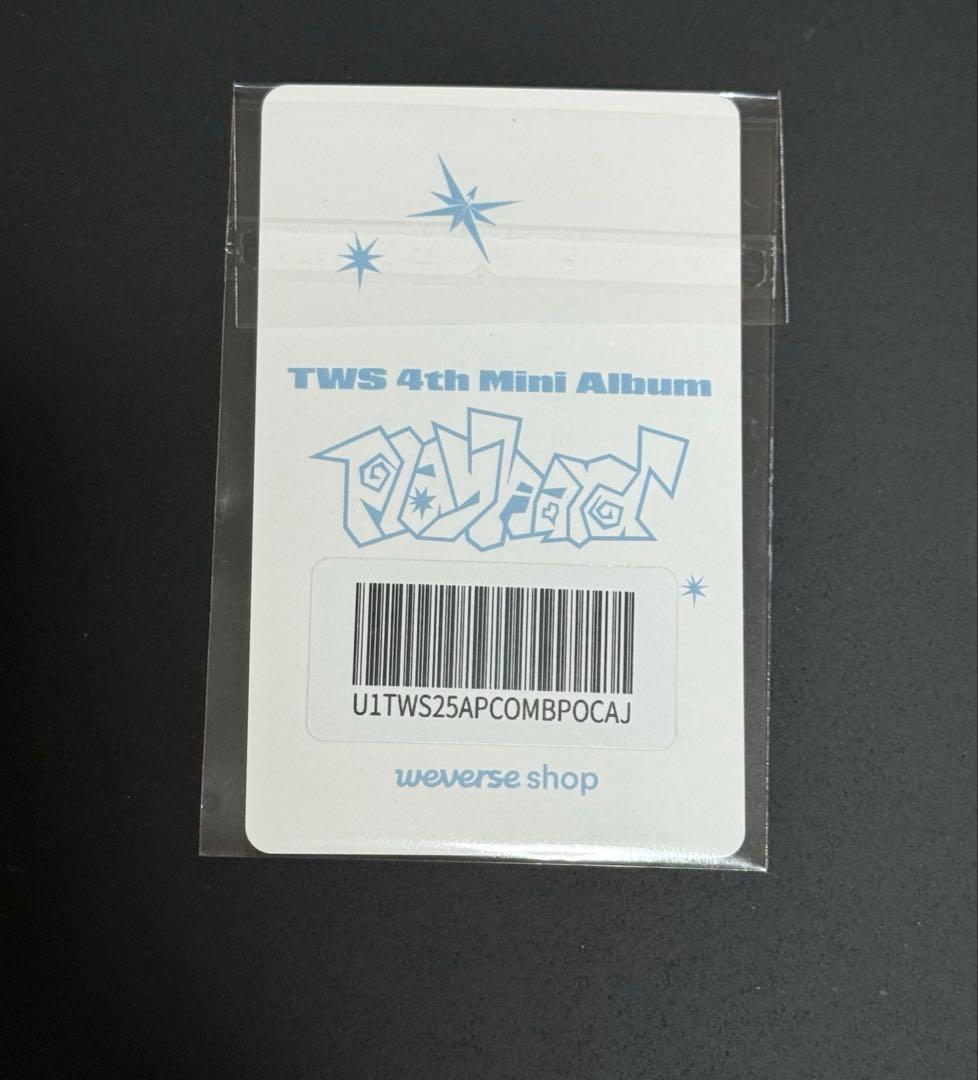 TWS 4th Mini Album
play hard
U1TWS25APCOMBPOCAJ
weverse shop